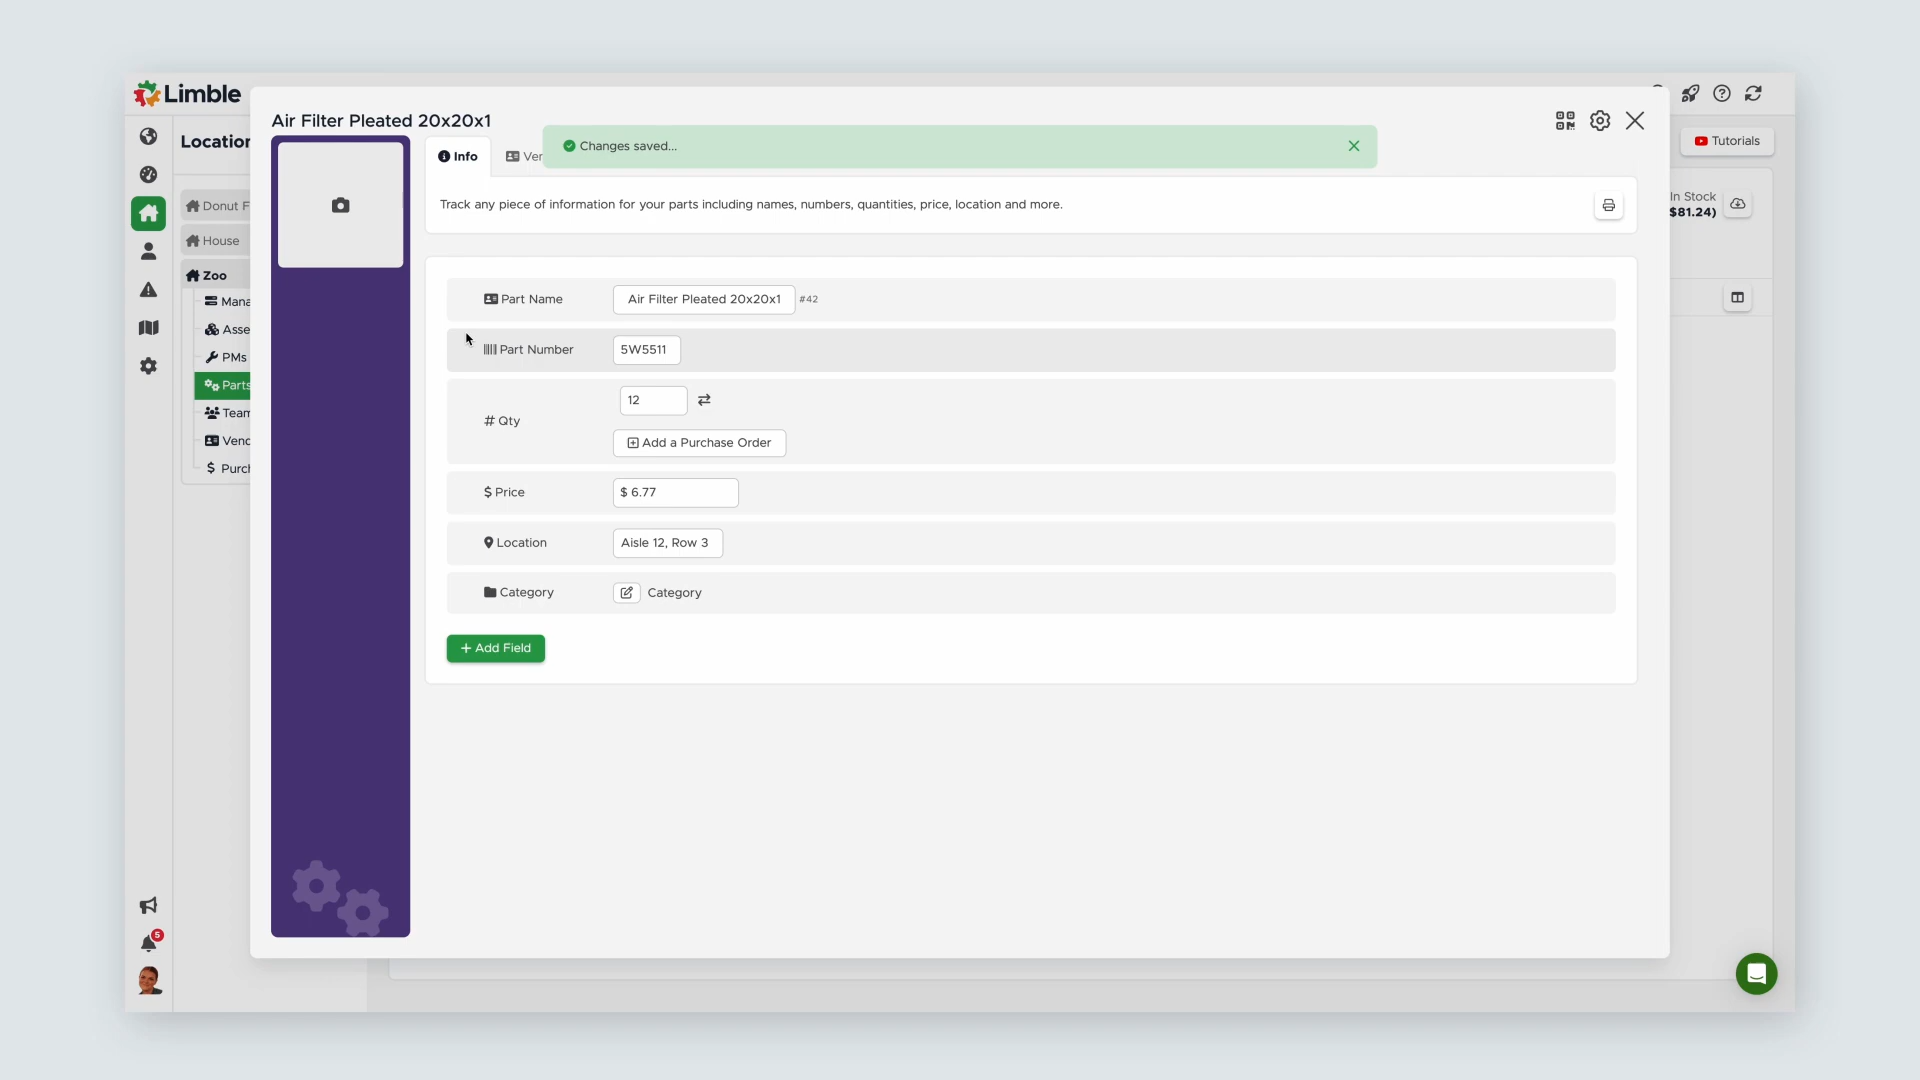 Limble
Location
Tutorials
Donut F
House
Zoo
Mana
Asse
PMs
Parts
Team
Vend
Purch
5
Air Filter Pleated 20x20x1
Changes saved...
Info
Ver
Track any piece of information for your parts including names, numbers, quantities, price, location and more.
In Stock
$81.24)
Part Name
Air Filter Pleated 20x20x1
#42
Part Number
5W5511
# Qty
12
Add a Purchase Order
$ Price
$ 6.77
Location
Aisle 12, Row 3
Category
Category
+ Add Field